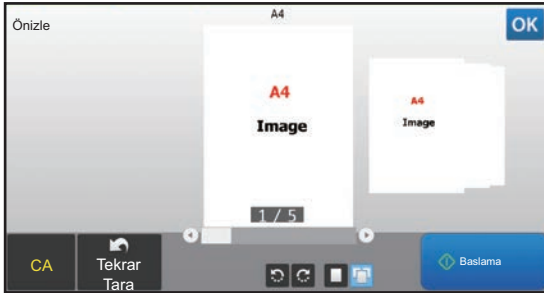 Önizle
A4
OK
A4
Image
A4
Image
1 / 5
CA
Tekrar
Tara
Baslama